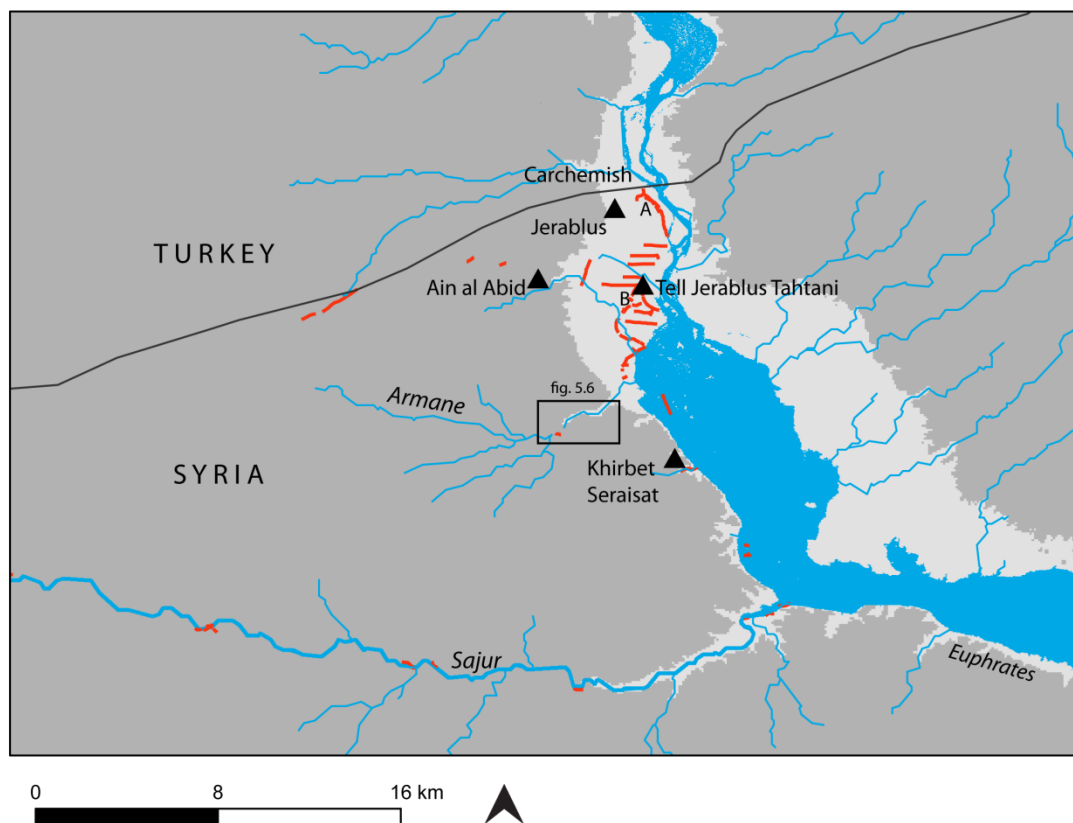 Carchemish
A
Jerablus
TURKEY
Ain al Abid
Tell Jerablus Tahtani
B
fig. 5.6
Armane
Khirbet
Seraisat
SYRIA
Sajur
Euphrates
0 8 16 km